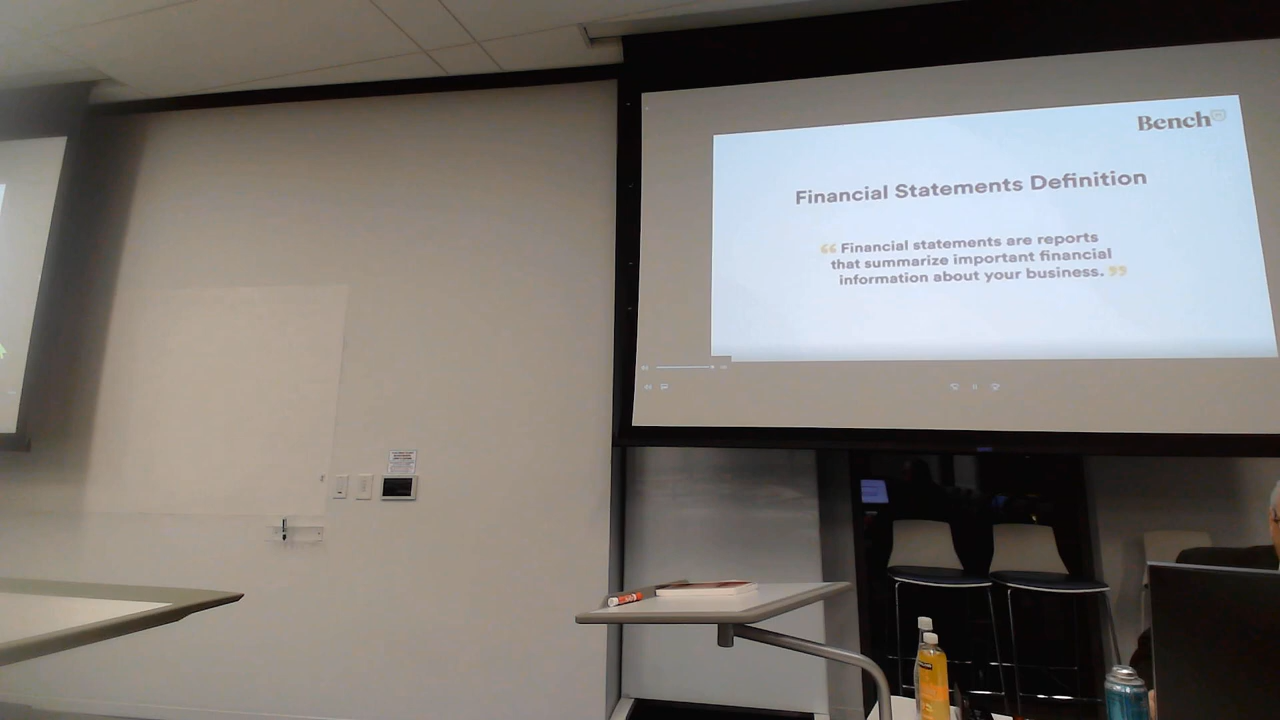 Bench
Financial Statements Definition
“ Financial statements are reports
that summarize important financial
information about your business. ”